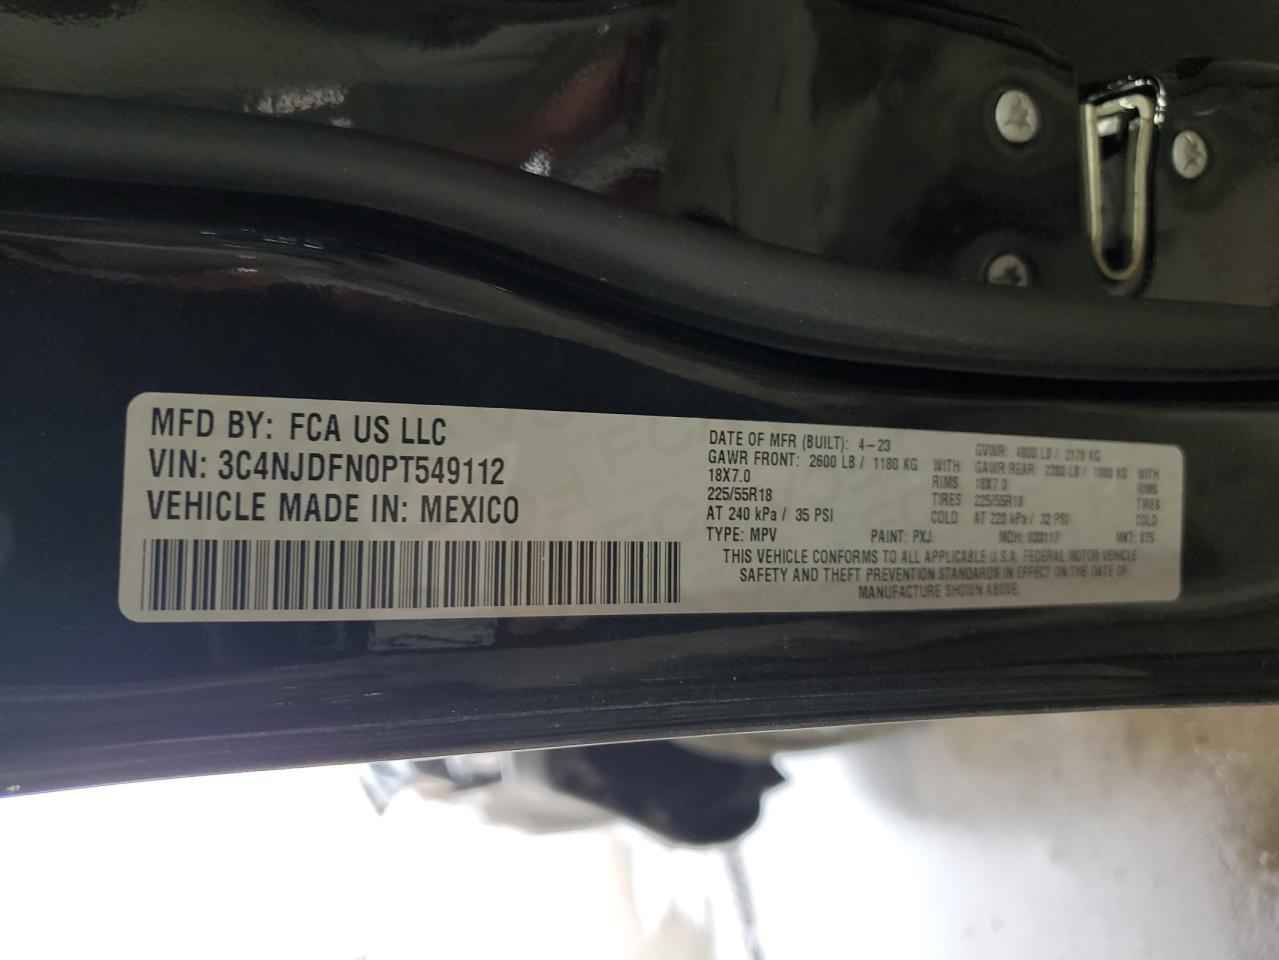 MFD BY: FCA US LLC
VIN: 3C4NJDFN0PT549112
VEHICLE MADE IN: MEXICO
DATE OF MFR (BUILT): 4-23 GVWR: 4800 LB / 2178 KG
GAWR FRONT: 2600 LB / 1180 KG WITH GAWR REAR: 2380 LB / 1080 KG WITH
18X7.0 RIMS 18X7.0 RIMS
225/55R18 TIRES 225/55R18 TIRES
AT 240 kPa / 35 PSI COLD AT 220 kPa / 32 PSI COLD
TYPE: MPV PAINT: PXJ MDH: 033117 MKT: 875
THIS VEHICLE CONFORMS TO ALL APPLICABLE U.S.A. FEDERAL MOTOR VEHICLE
SAFETY AND THEFT PREVENTION STANDARDS IN EFFECT ON THE DATE OF
MANUFACTURE SHOWN ABOVE.